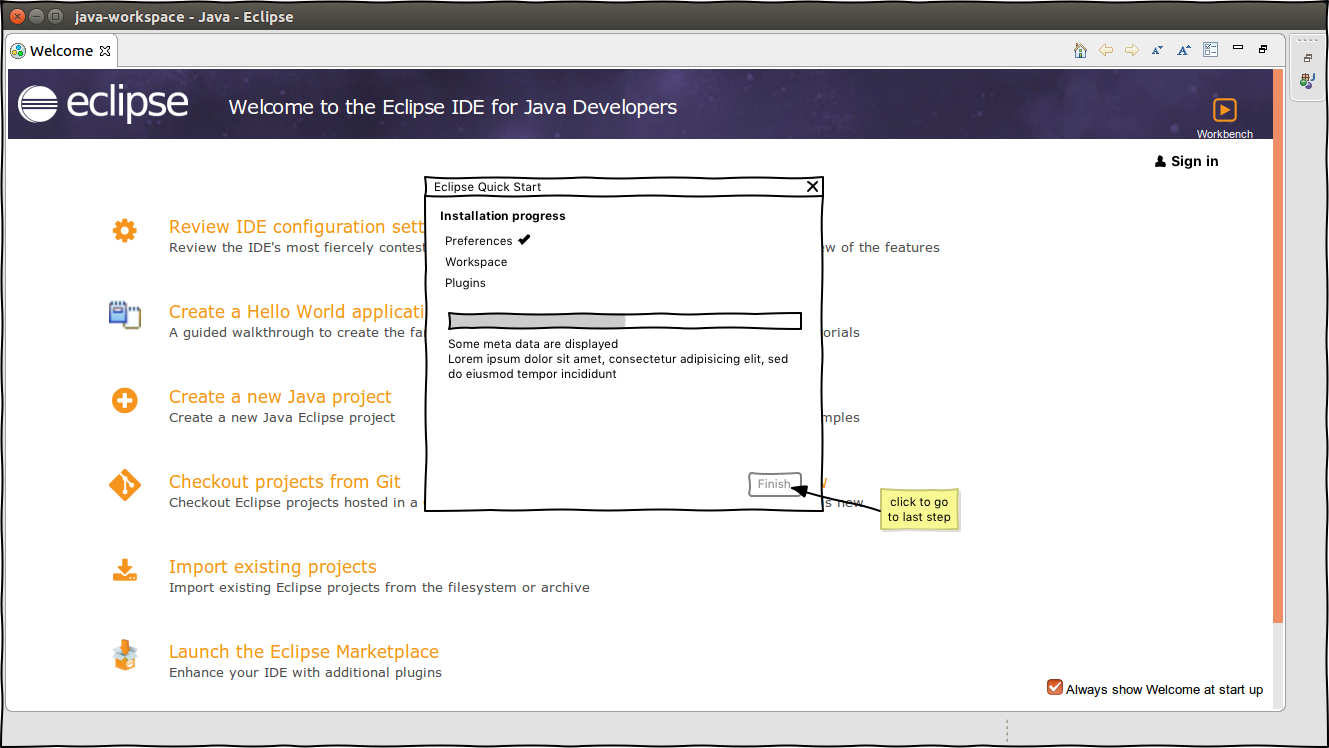 java-workspace - Java - Eclipse
Welcome
eclipse
Welcome to the Eclipse IDE for Java Developers
Workbench
Sign in
Eclipse Quick Start
Installation progress
Preferences
Workspace
Plugins
Some meta data are displayed
Lorem ipsum dolor sit amet, consectetur adipisicing elit, sed
do eiusmod tempor incididunt
Finish
click to go
to last step
Review IDE configuration sett
Review the IDE's most fiercely contest
w of the features
Create a Hello World applicati
A guided walkthrough to create the fa
orials
Create a new Java project
Create a new Java Eclipse project
mples
Checkout projects from Git
Checkout Eclipse projects hosted in a
s new
Import existing projects
Import existing Eclipse projects from the filesystem or archive
Launch the Eclipse Marketplace
Enhance your IDE with additional plugins
Always show Welcome at start up